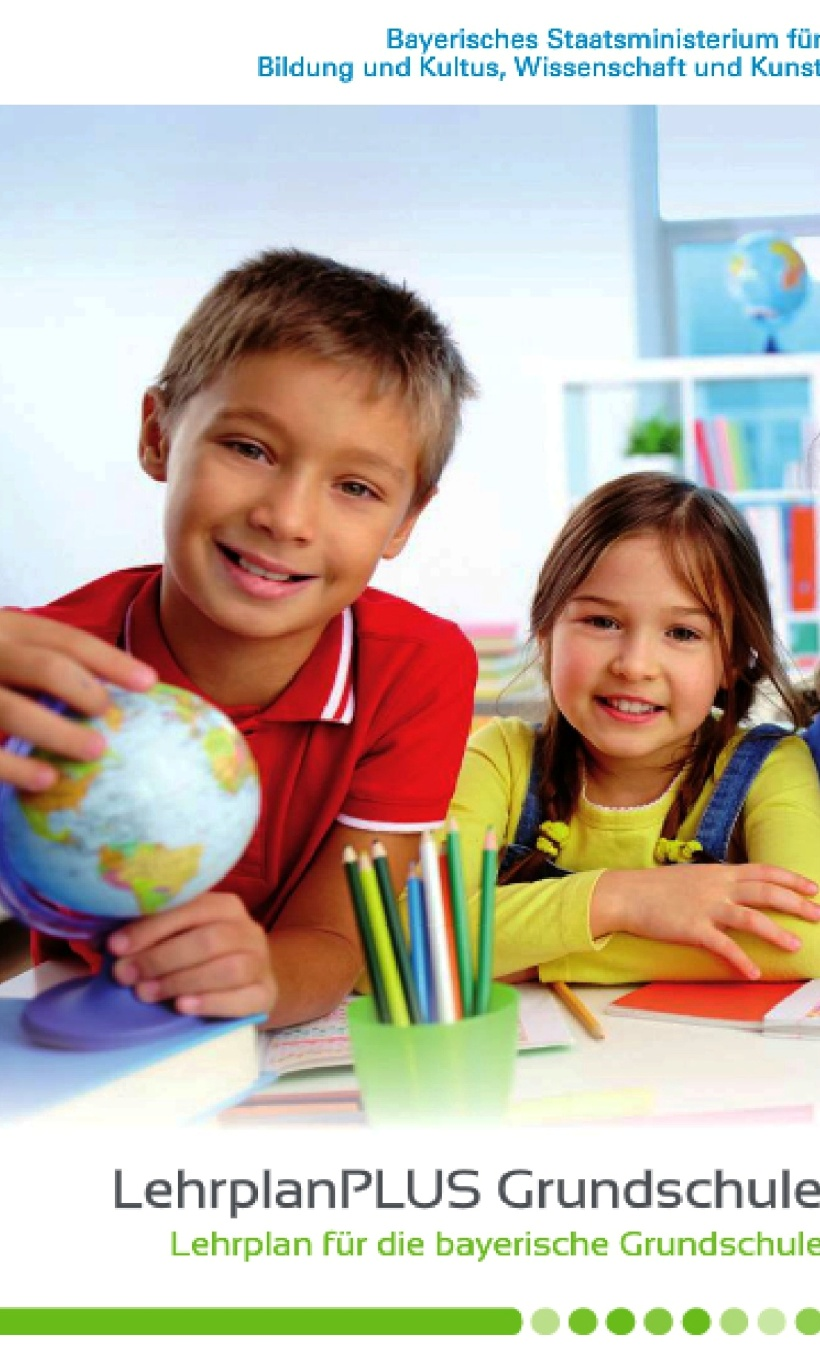 Bayerisches Staatsministerium für
Bildung und Kultus, Wissenschaft und Kunst
LehrplanPLUS Grundschule
Lehrplan für die bayerische Grundschule